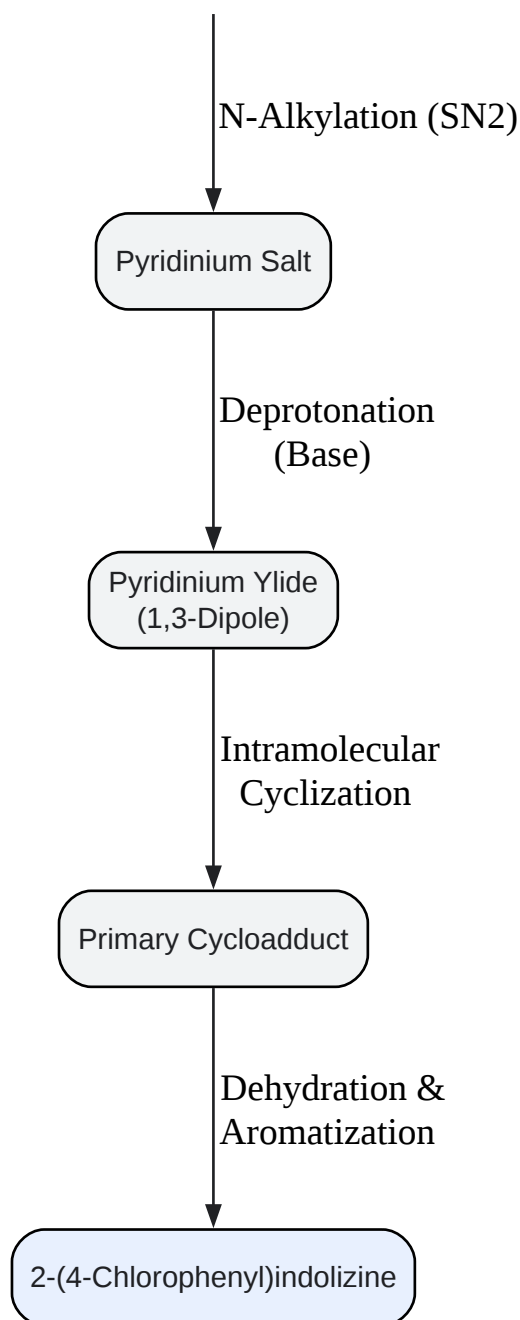 N-Alkylation (SN2)
Pyridinium Salt
Deprotonation
(Base)
Pyridinium Ylide
(1,3-Dipole)
Intramolecular
Cyclization
Primary Cycloadduct
Dehydration &
Aromatization
2-(4-Chlorophenyl)indolizine